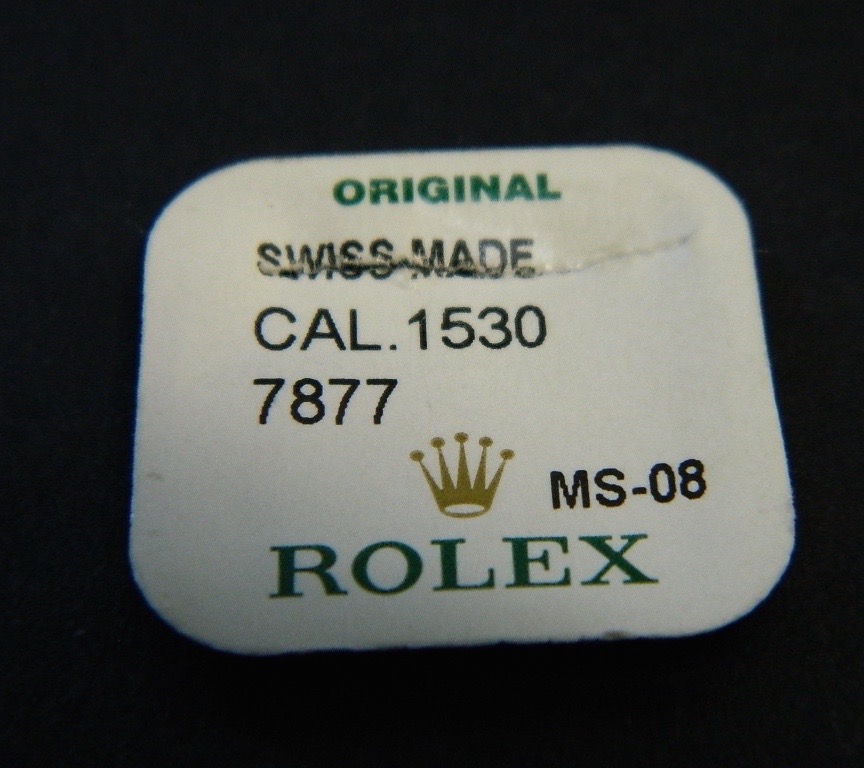 ORIGINAL
SWISS MADE
CAL.1530
7877
MS-08
ROLEX